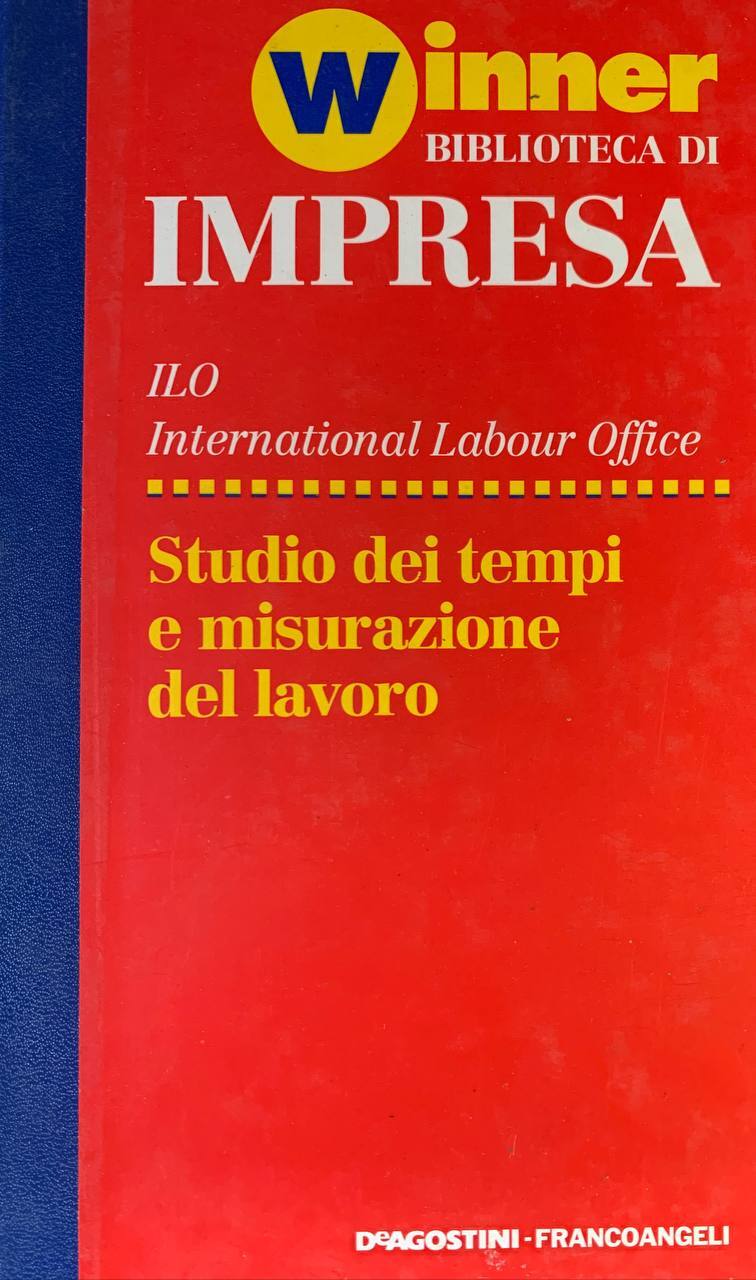 Winner
BIBLIOTECA DI
IMPRESA
ILO
International Labour Office
Studio dei tempi
e misurazione
del lavoro
DeAGOSTINI-FRANCOANGELI